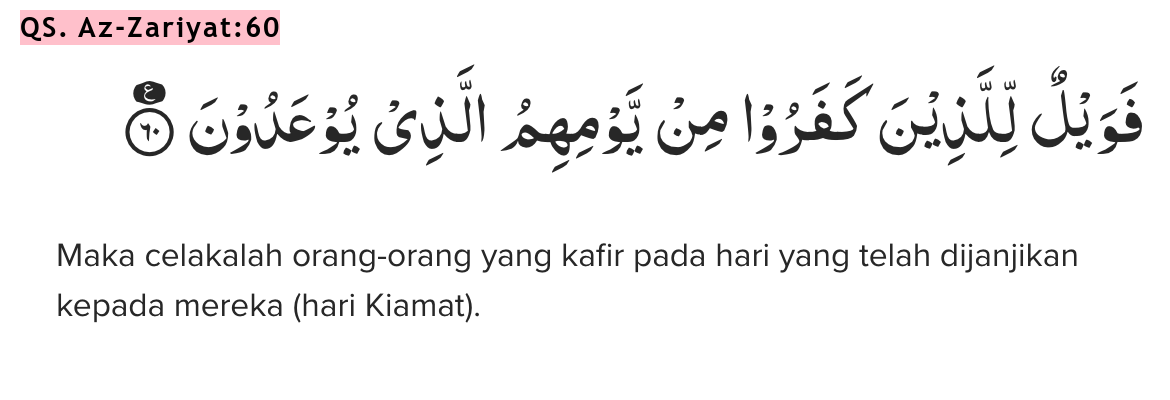 QS. Az-Zariyat:60
فَوَيْلٌ لِّلَّذِيْنَ كَفَرُوْا مِنْ يَّوْمِهِمُ الَّذِيْ يُوْعَدُوْنَ ࣖ ٦٠
Maka celakalah orang-orang yang kafir pada hari yang telah dijanjikan
kepada mereka (hari Kiamat).